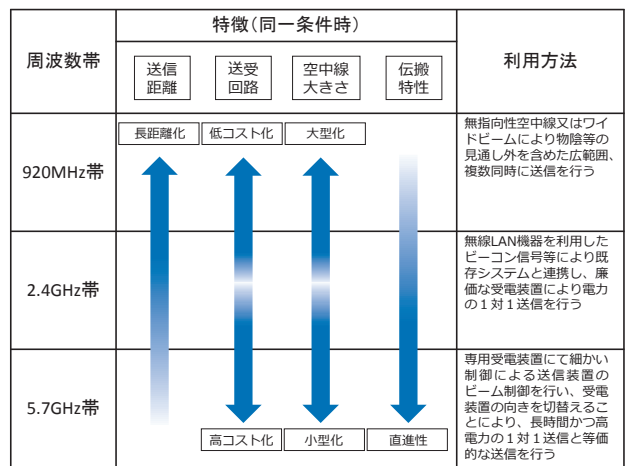 周波数帯
特徴(同一条件時)
利用方法
送信
距離
送受
回路
空中線
大きさ
伝搬
特性
長距離化
低コスト化
大型化
920MHz帯
無指向性空中線又はワイ
ドビームにより物陰等の
見通し外を含めた広範囲、
複数同時に送信を行う
2.4GHz帯
無線LAN機器を利用した
ビーコン信号等により既
存システムと連携し、廉
価な受電装置により電力
の１対１送信を行う
5.7GHz帯
専用受電装置にて細かい
制御による送信装置の
ビーム制御を行い、受電
装置の向きを切替えるこ
とにより、長時間かつ高
電力の１対１送信と等価
的な送信を行う
高コスト化
小型化
直進性